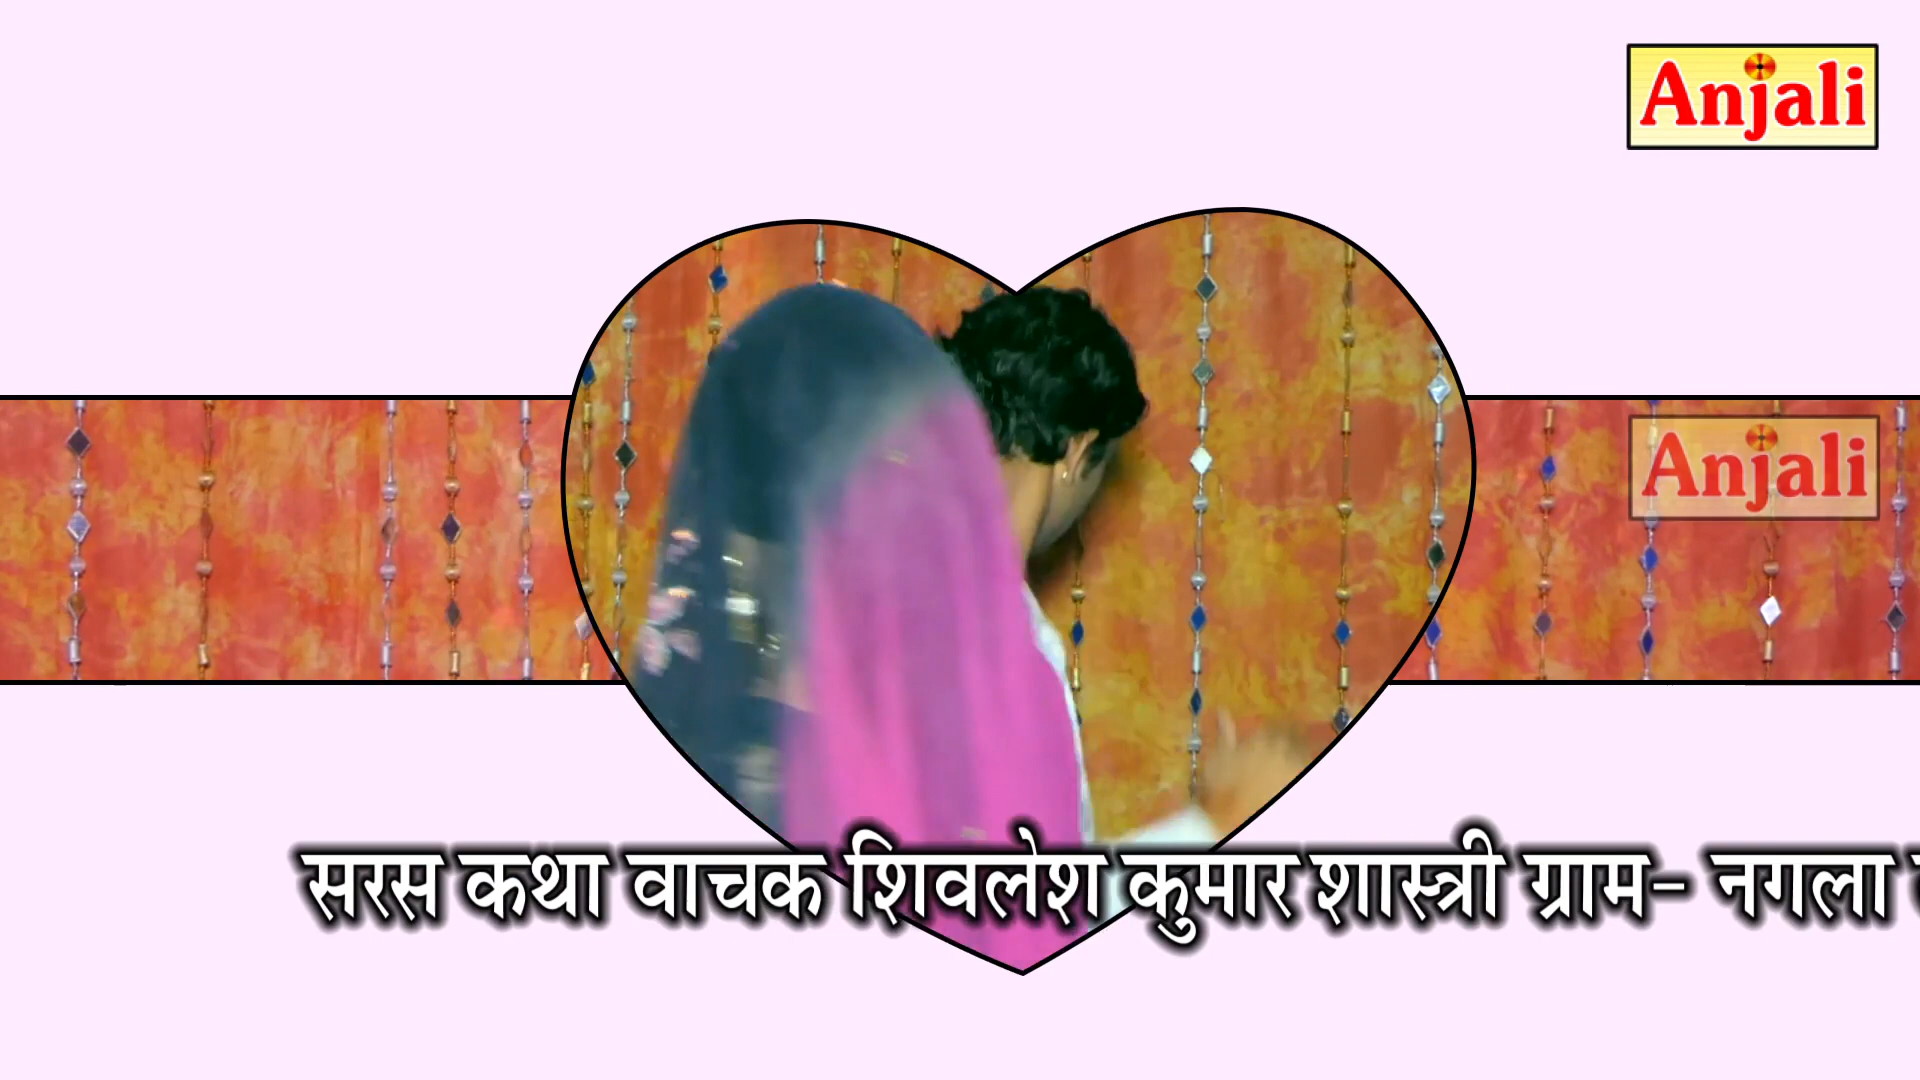 Anjali
Anjali
सरस कथा वाचक शिवलेश कुमार शास्त्री ग्राम- नगला